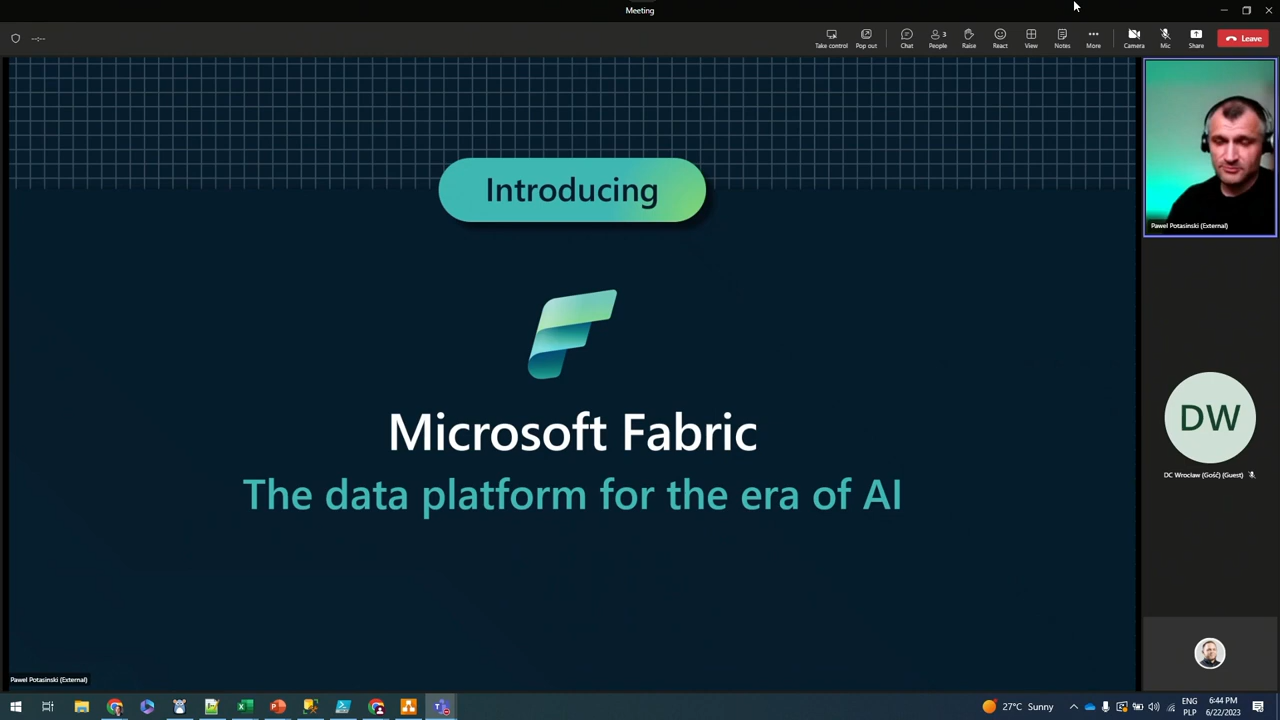 Meeting
--:--
Take control
Pop out
Chat
3
People
Raise
React
View
Notes
More
Camera
Mic
Share
Leave
Introducing
Microsoft Fabric
The data platform for the era of AI
Pawel Potasinski (External)
DW
DC Wrocław (Gość) (Guest)
Pawel Potasinski (External)
27°C Sunny
ENG
PLP
6:44 PM
6/22/2023